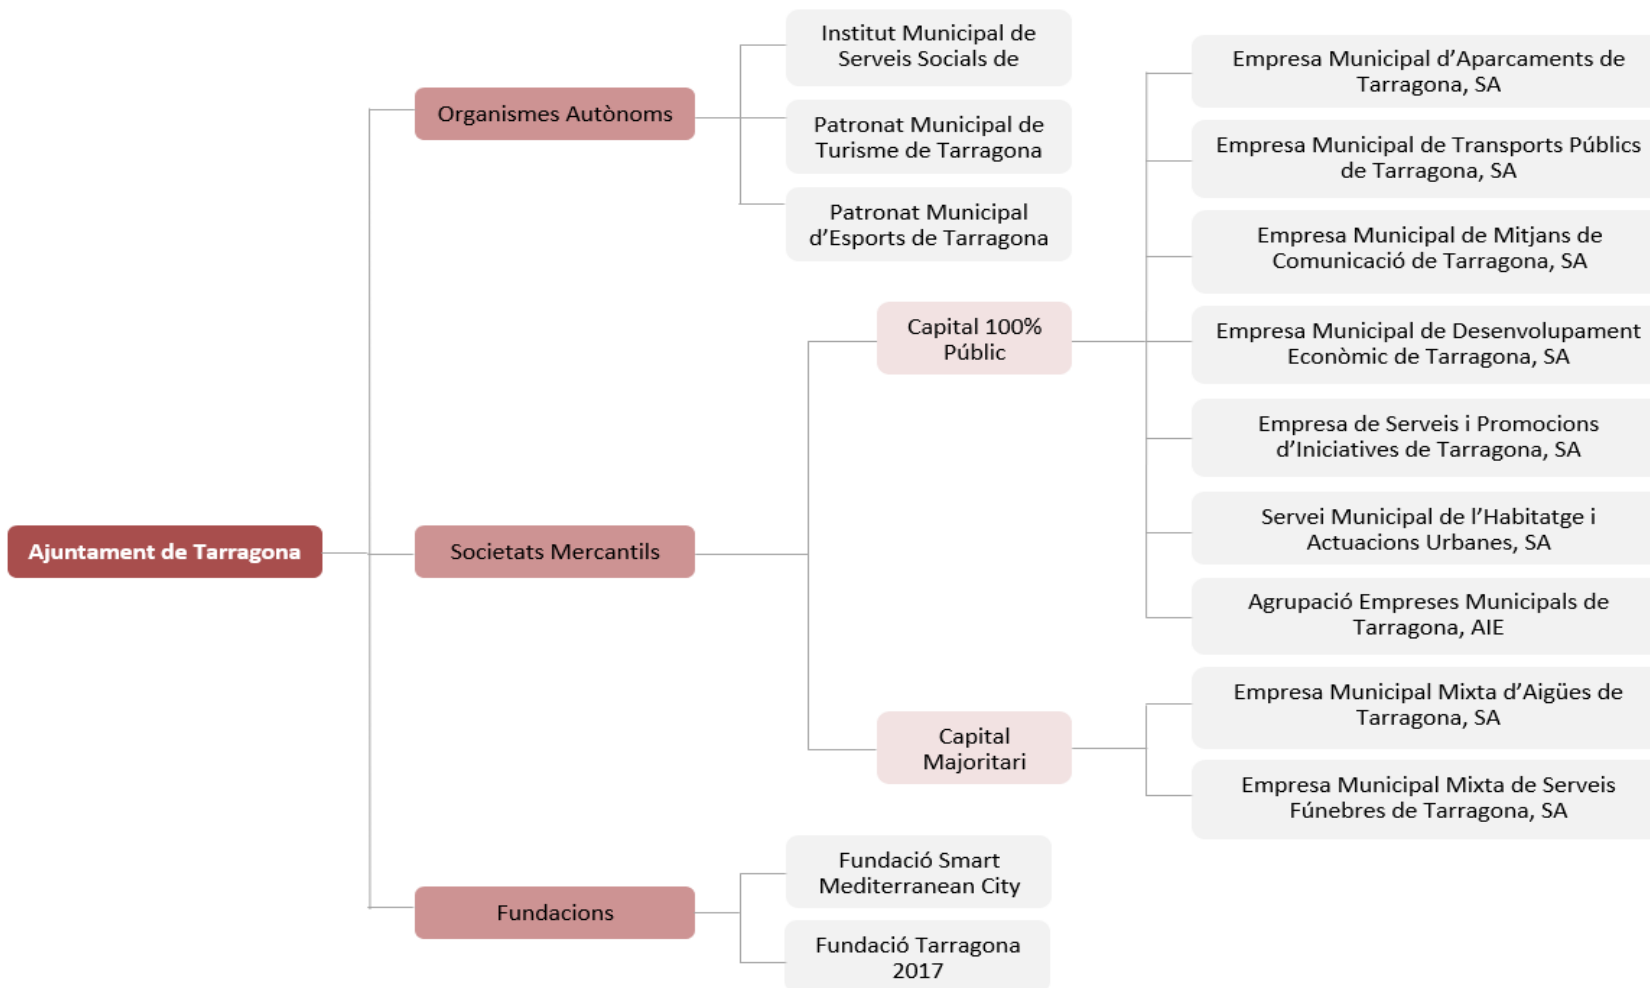 Ajuntament de Tarragona
Organismes Autònoms
Institut Municipal de
Serveis Socials de
Patronat Municipal de
Turisme de Tarragona
Patronat Municipal
d’Esports de Tarragona
Societats Mercantils
Capital 100%
Públic
Empresa Municipal d’Aparcaments de
Tarragona, SA
Empresa Municipal de Transports Públics
de Tarragona, SA
Empresa Municipal de Mitjans de
Comunicació de Tarragona, SA
Empresa Municipal de Desenvolupament
Econòmic de Tarragona, SA
Empresa de Serveis i Promocions
d’Iniciatives de Tarragona, SA
Servei Municipal de l’Habitatge i
Actuacions Urbanes, SA
Agrupació Empreses Municipals de
Tarragona, AIE
Capital
Majoritari
Empresa Municipal Mixta d’Aigües de
Tarragona, SA
Empresa Municipal Mixta de Serveis
Fúnebres de Tarragona, SA
Fundacions
Fundació Smart
Mediterranean City
Fundació Tarragona
2017